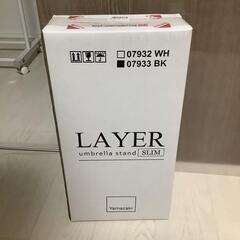 07932 WH
07933 BK
LAYER
umbrella stand SLIM
Yamazaki